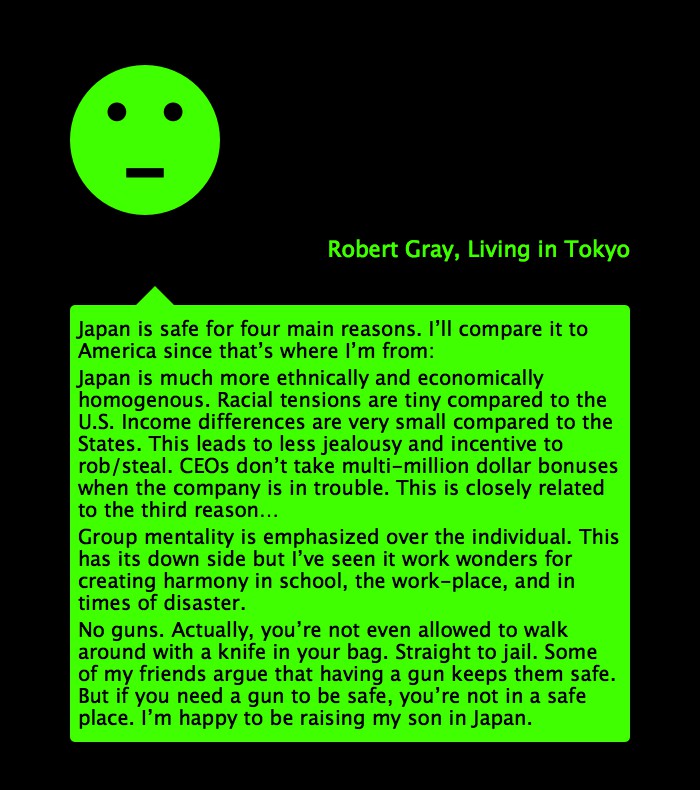 Robert Gray, Living in Tokyo
Japan is safe for four main reasons. I’ll compare it to
America since that’s where I’m from:
Japan is much more ethnically and economically
homogenous. Racial tensions are tiny compared to the
U.S. Income differences are very small compared to the
States. This leads to less jealousy and incentive to
rob/steal. CEOs don’t take multi-million dollar bonuses
when the company is in trouble. This is closely related
to the third reason…
Group mentality is emphasized over the individual. This
has its down side but I’ve seen it work wonders for
creating harmony in school, the work-place, and in
times of disaster.
No guns. Actually, you’re not even allowed to walk
around with a knife in your bag. Straight to jail. Some
of my friends argue that having a gun keeps them safe.
But if you need a gun to be safe, you’re not in a safe
place. I’m happy to be raising my son in Japan.